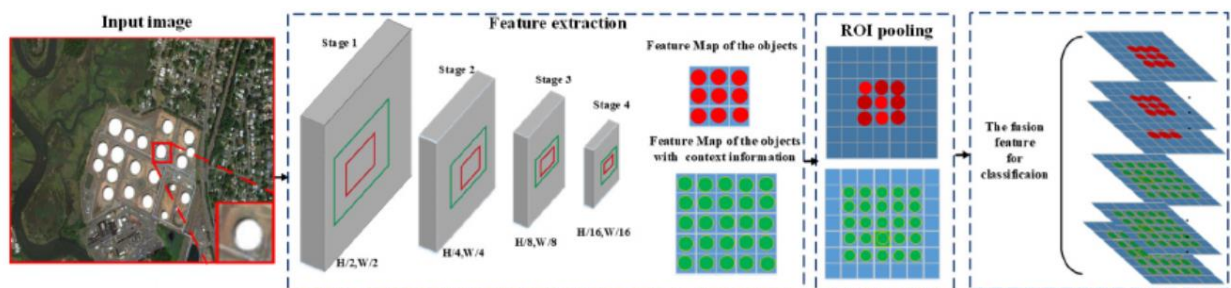 Input image
Feature extraction
Stage 1
Stage 2
Stage 3
Stage 4
H/2,W/2
H/4,W/4
H/8,W/8
H/16,W/16
Feature Map of the objects
Feature Map of the objects
with context information
ROI pooling
The fusion
feature
for
classificaion